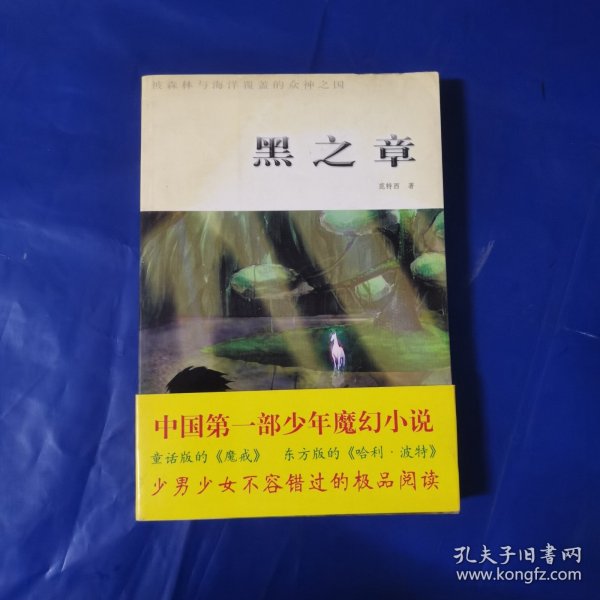 被森林与海洋覆盖的众神之国
黑之章
范特西 著
中国第一部少年魔幻小说
童话版的《魔戒》 东方版的《哈利·波特》
少男少女不容错过的极品阅读
孔夫子旧书网
www.kongfz.com